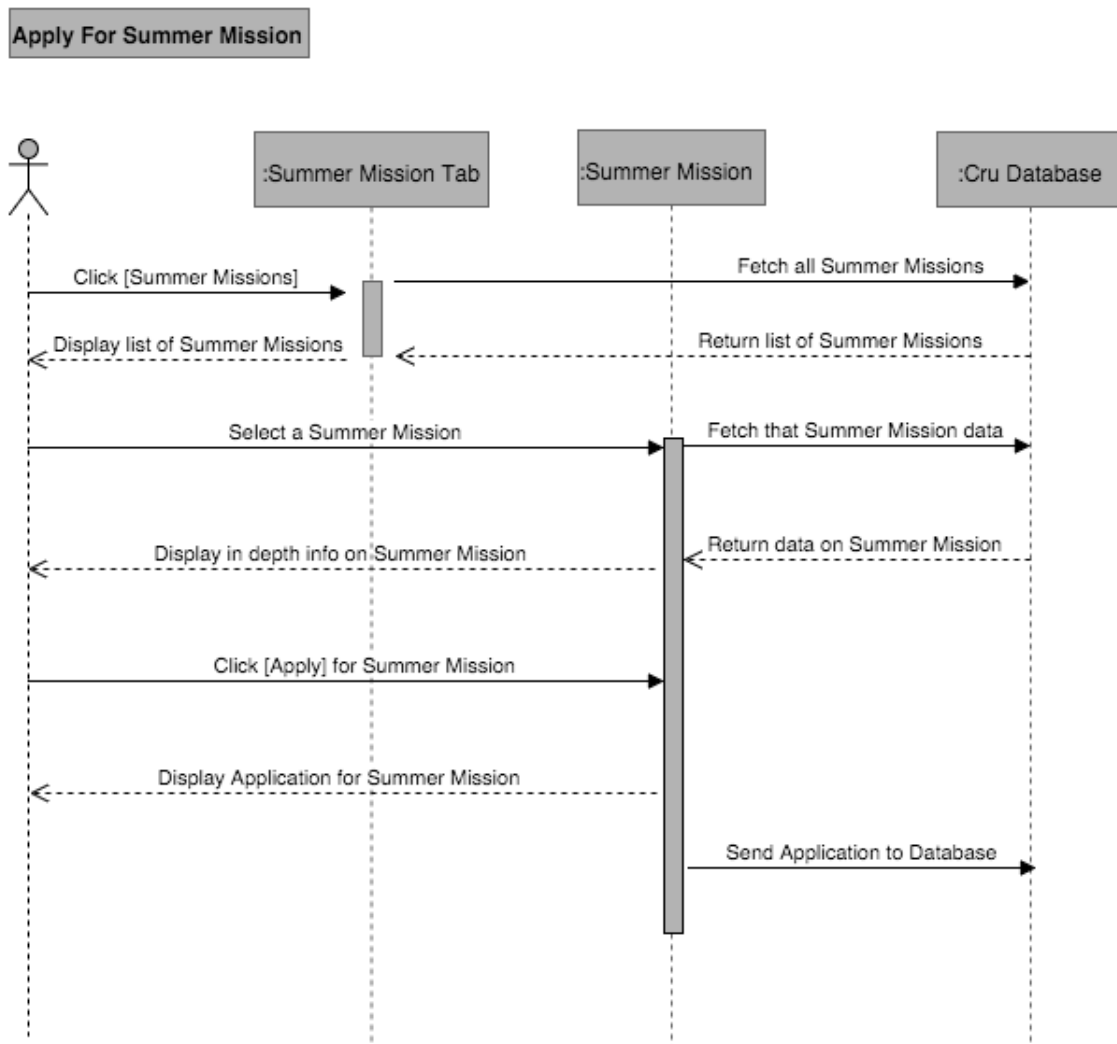 Apply For Summer Mission
:Summer Mission Tab
:Summer Mission
:Cru Database
Click [Summer Missions]
Fetch all Summer Missions
Display list of Summer Missions
Return list of Summer Missions
Select a Summer Mission
Fetch that Summer Mission data
Display in depth info on Summer Mission
Return data on Summer Mission
Click [Apply] for Summer Mission
Display Application for Summer Mission
Send Application to Database